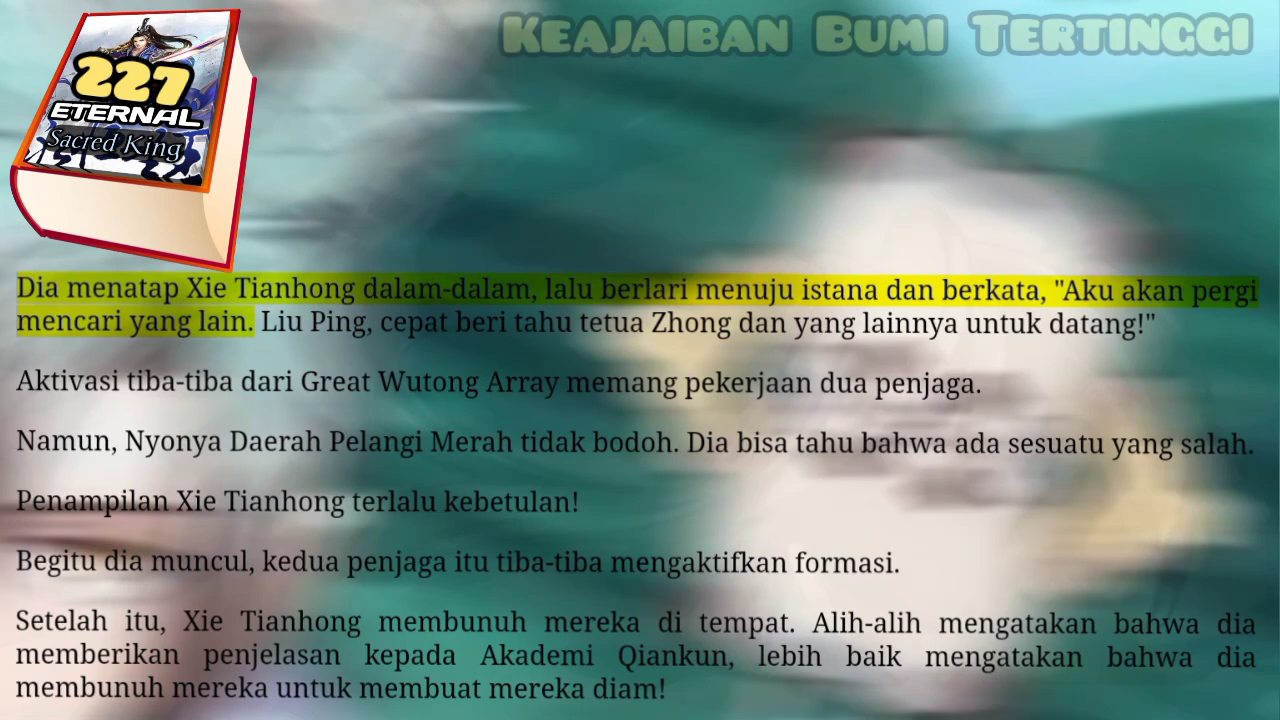 Keajaiban Bumi Tertinggi
227
ETERNAL
Sacred King
Dia menatap Xie Tianhong dalam-dalam, lalu berlari menuju istana dan berkata, "Aku akan pergi
mencari yang lain. Liu Ping, cepat beri tahu tetua Zhong dan yang lainnya untuk datang!"
Aktivasi tiba-tiba dari Great Wutong Array memang pekerjaan dua penjaga.
Namun, Nyonya Daerah Pelangi Merah tidak bodoh. Dia bisa tahu bahwa ada sesuatu yang salah.
Penampilan Xie Tianhong terlalu kebetulan!
Begitu dia muncul, kedua penjaga itu tiba-tiba mengaktifkan formasi.
Setelah itu, Xie Tianhong membunuh mereka di tempat. Alih-alih mengatakan bahwa dia
memberikan penjelasan kepada Akademi Qiankun, lebih baik mengatakan bahwa dia
membunuh mereka untuk membuat mereka diam!